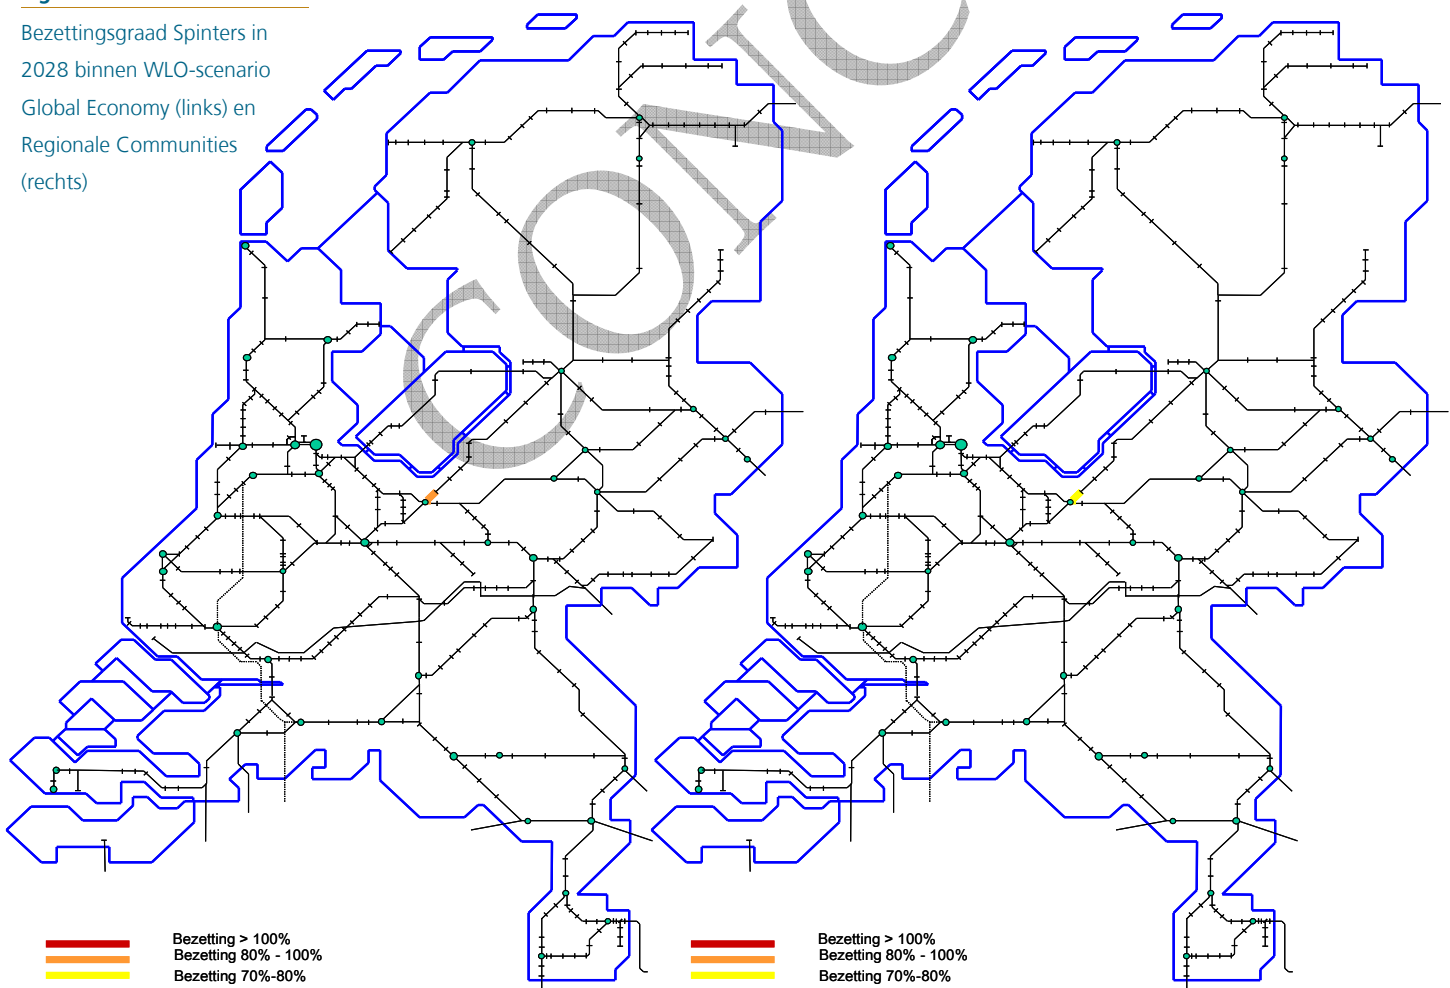 Bezettingsgraad Spinters in
2028 binnen WLO-scenario
Global Economy (links) en
Regionale Communities
(rechts)
CONC
Bezetting > 100%
Bezetting 80% - 100%
Bezetting 70%-80%
Bezetting > 100%
Bezetting 80% - 100%
Bezetting 70%-80%